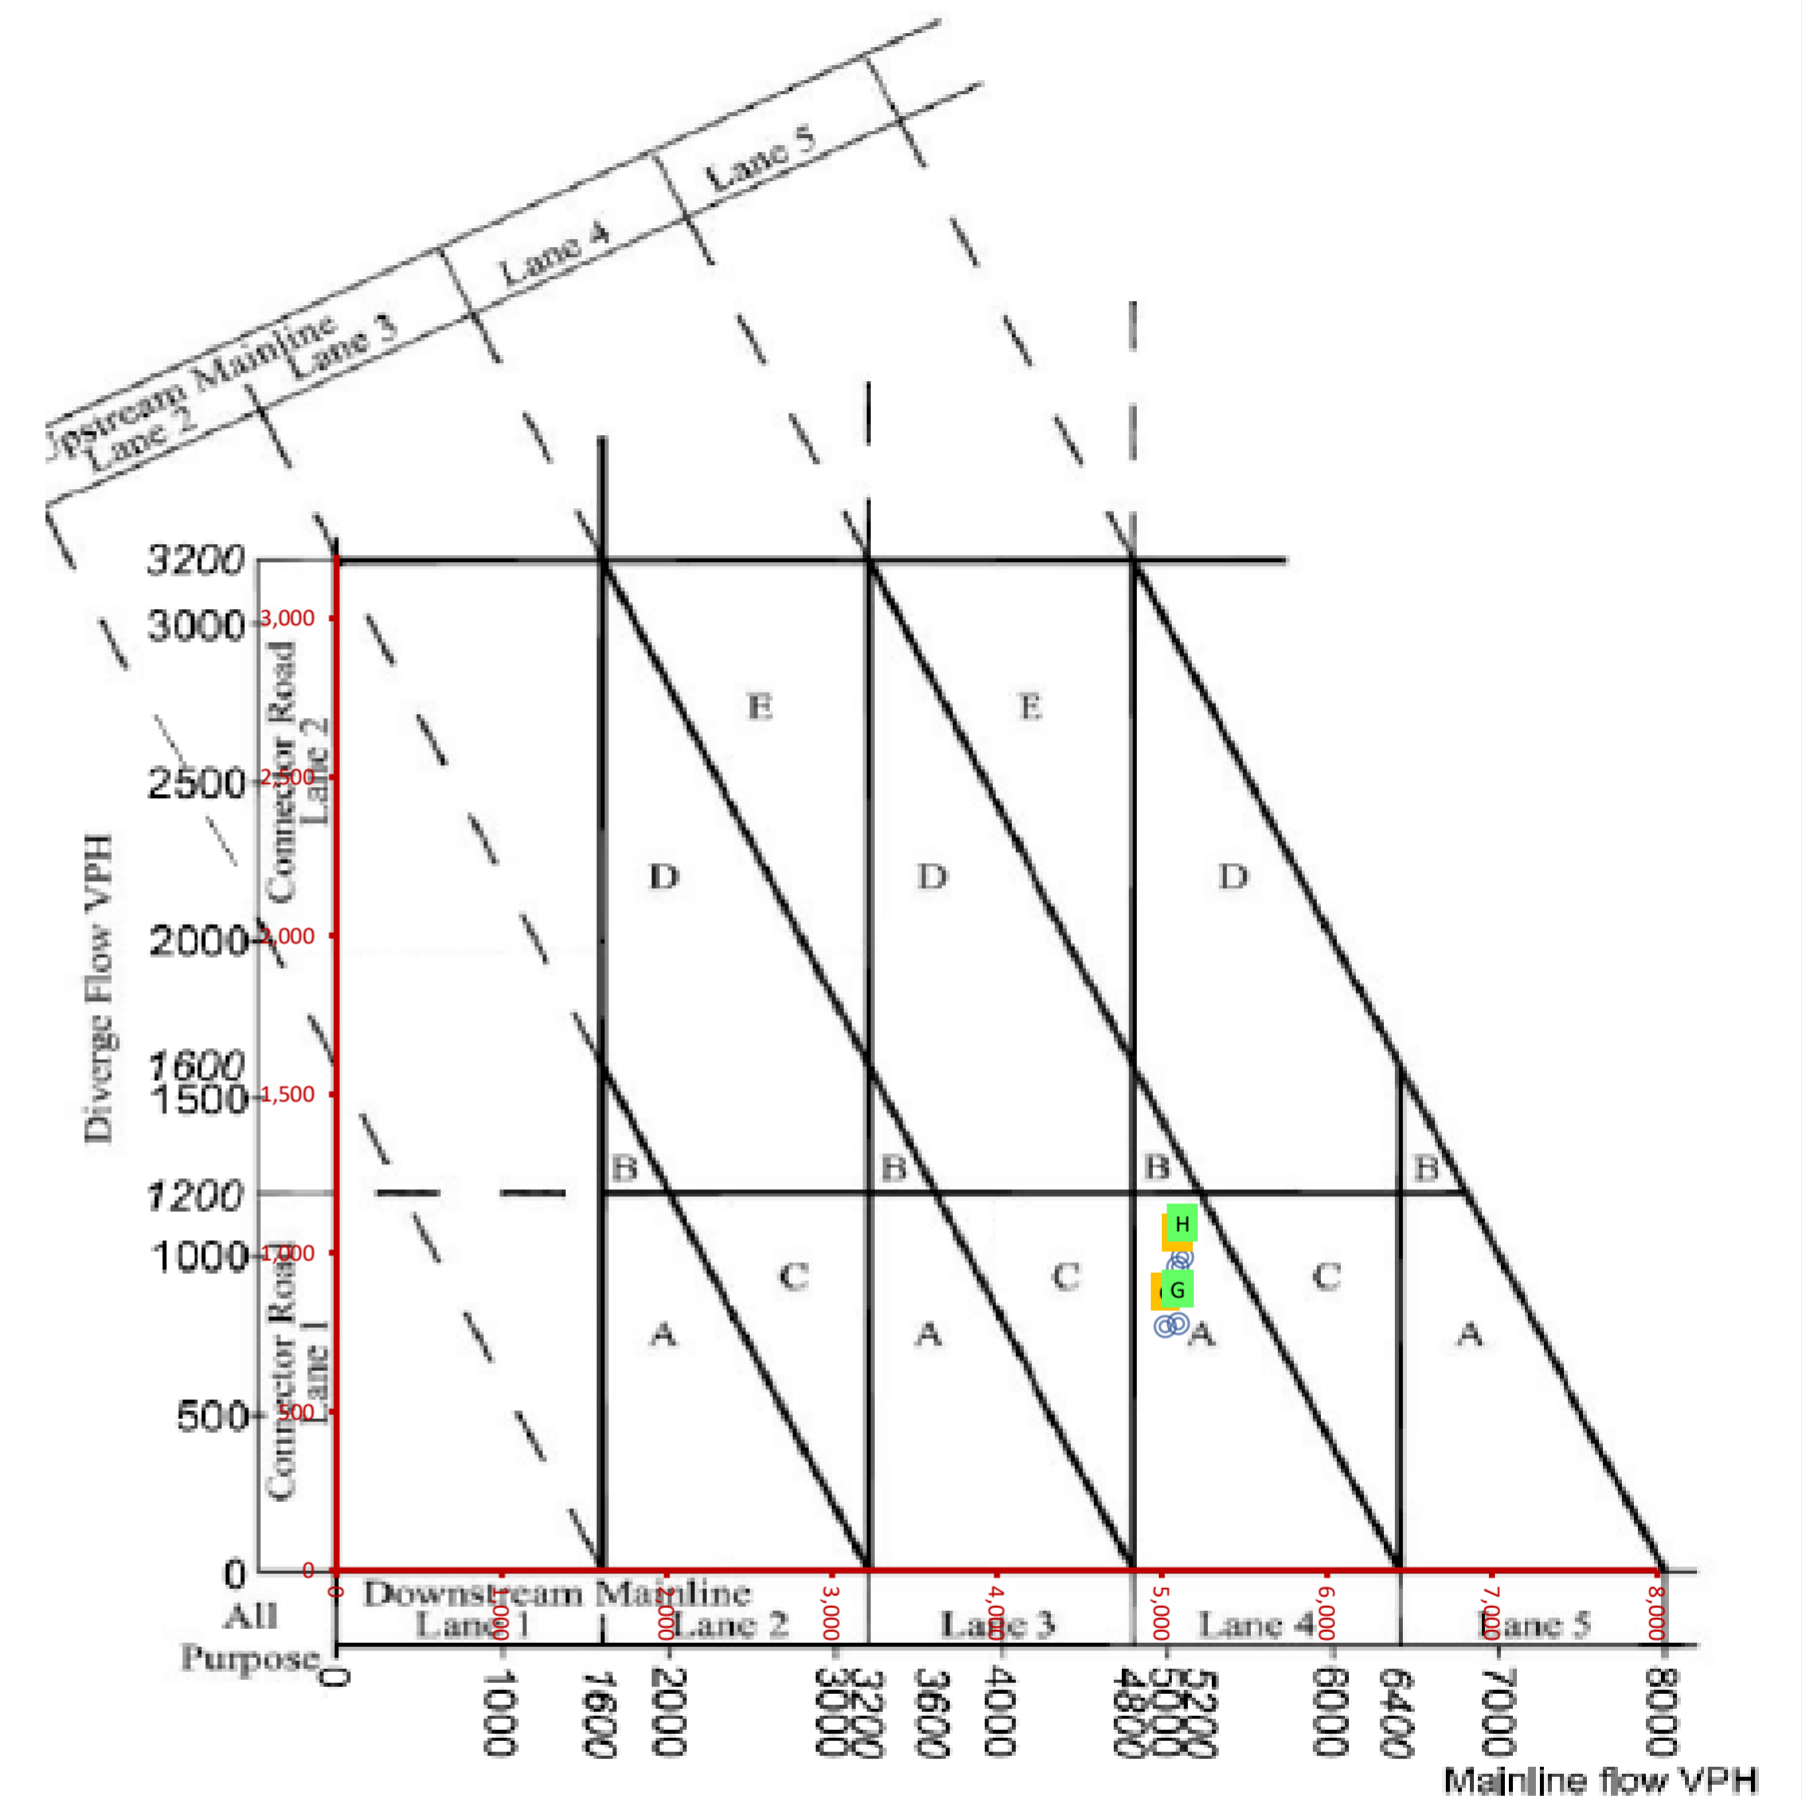 Lane 5
Lane 4
Upstream Mainline
Lane 3
Lane 2
3200
3000
3,000
Connector Road
Lane 2
E
E
2500
2,500
D
D
D
Diverge Flow VPH
2000
2,000
1600
1500
1,500
B
B
B
B
1200
H
1000
1,000
Connector Road
Lane 1
C
C
C
G
A
A
A
A
500
500
0
0
0
1,000
2,000
3,000
4,000
5,000
6,000
7,000
8,000
Downstream Mainline
All
Purpose
Lane 1
Lane 2
Lane 3
Lane 4
Lane 5
0
1000
1600
2000
3000
3200
3600
4000
4800
5000
5200
6000
6400
7000
8000
Mainline flow VPH